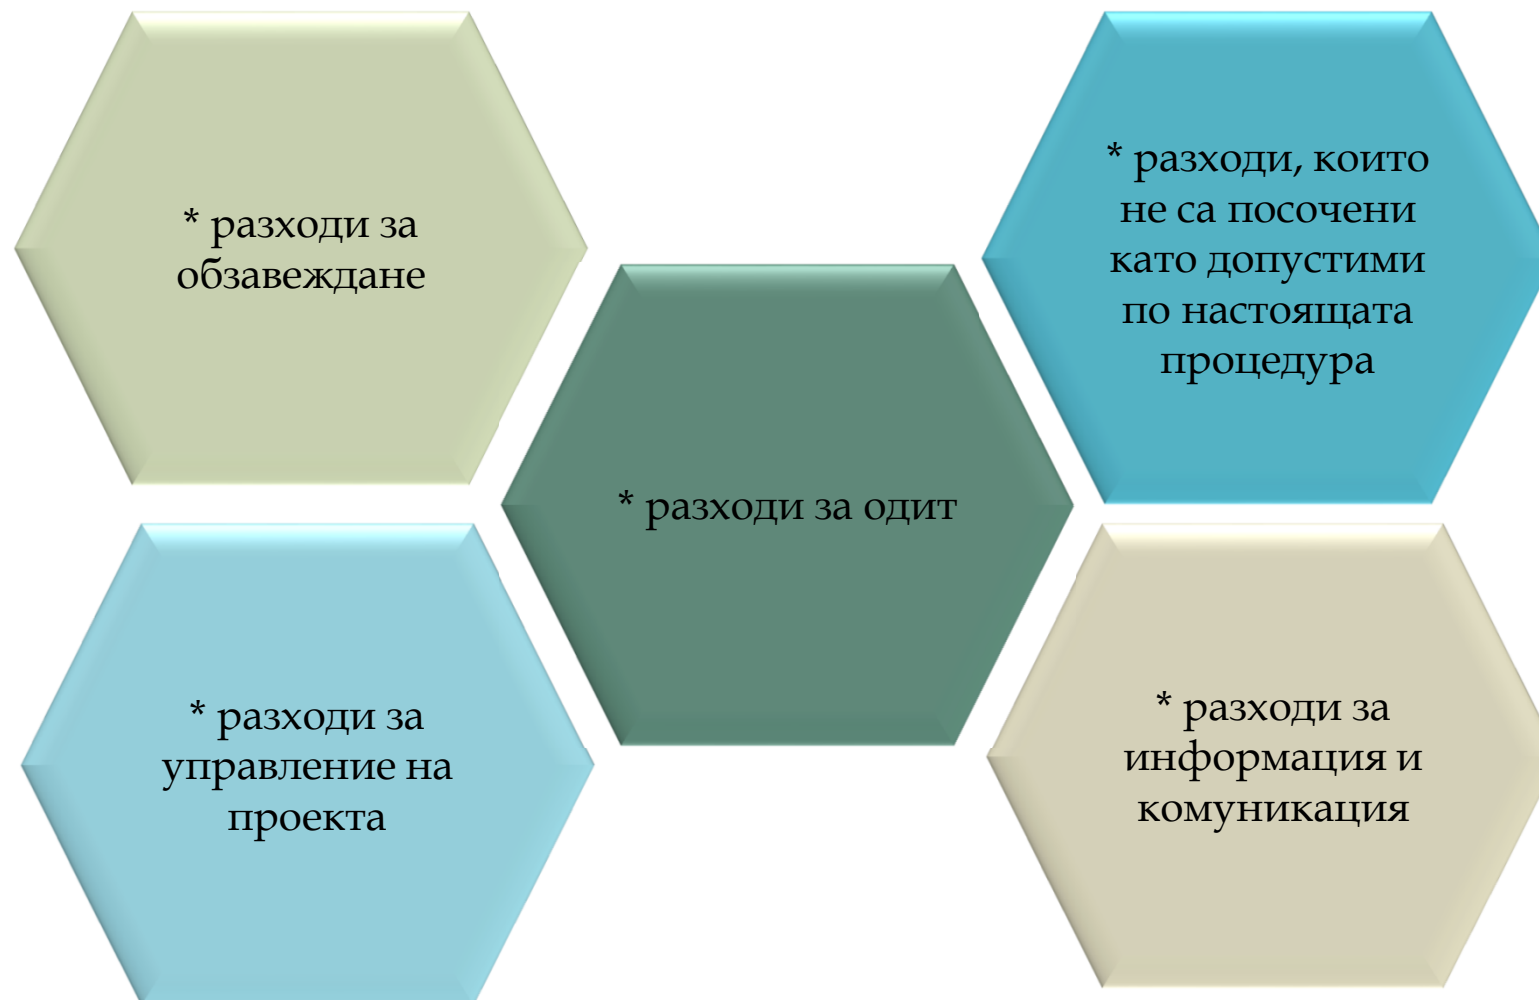 * разходи за
обзавеждане
* разходи, които
не са посочени
като допустими
по настоящата
процедура
* разходи за одит
* разходи за
управление на
проекта
* разходи за
информация и
комуникация